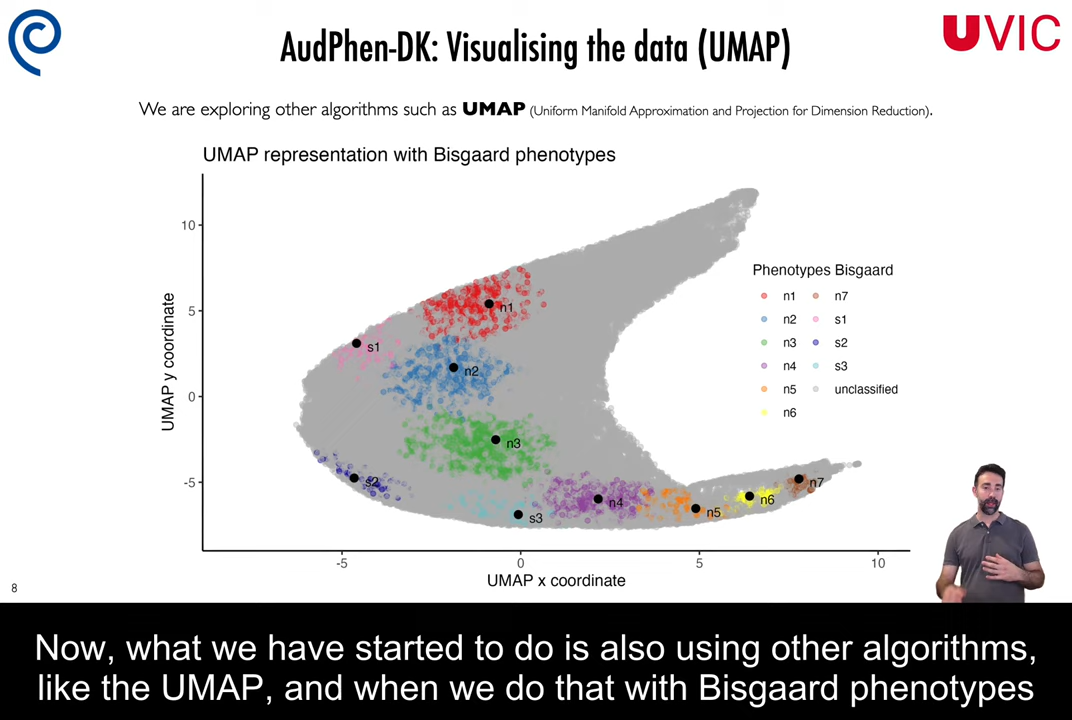 AudPhen-DK: Visualising the data (UMAP)
UVIC
We are exploring other algorithms such as UMAP (Uniform Manifold Approximation and Projection for Dimension Reduction).
UMAP representation with Bisgaard phenotypes
UMAP y coordinate
10
5
0
-5
n1
s1
n2
n3
s2
s3
n4
n5
n6
n7
Phenotypes Bisgaard
n1 n7
n2 s1
n3 s2
n4 s3
n5 unclassified
n6
-5 0 5 10
UMAP x coordinate
8
Now, what we have started to do is also using other algorithms,
like the UMAP, and when we do that with Bisgaard phenotypes